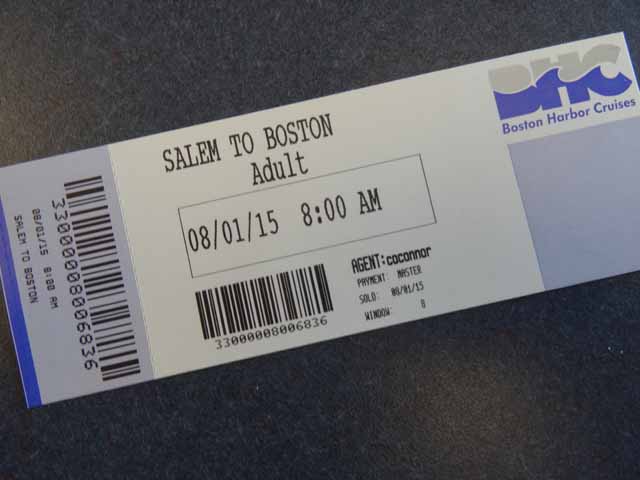 BHC
Boston Harbor Cruises
SALEM TO BOSTON
Adult
08/01/15 8:00 AM
33000008006836
AGENT:coconnor
PAYMENT: MASTER
SOLD: 08/01/15
WINDOW: 8
33000008006836
08/01/15 8:00 AM
SALEM TO BOSTON